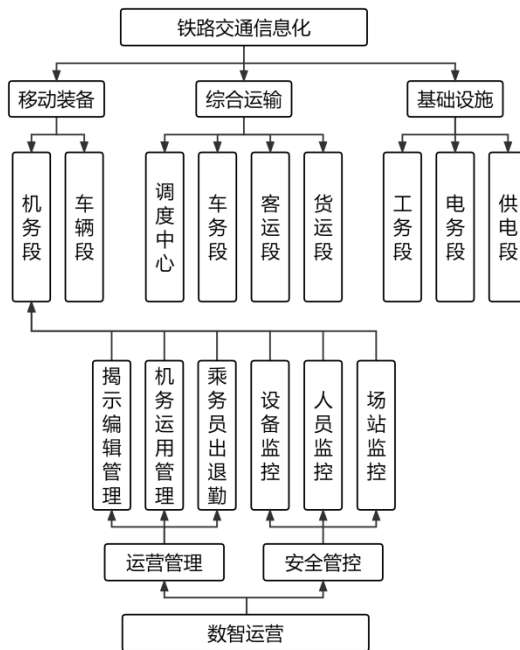 铁路交通信息化
移动装备
综合运输
基础设施
机务段
车辆段
调度中心
车务段
客运段
货运段
工务段
电务段
供电段
揭示编辑管理
机务运用管理
乘务员出退勤
设备监控
人员监控
场站监控
运营管理
安全管控
数智运营